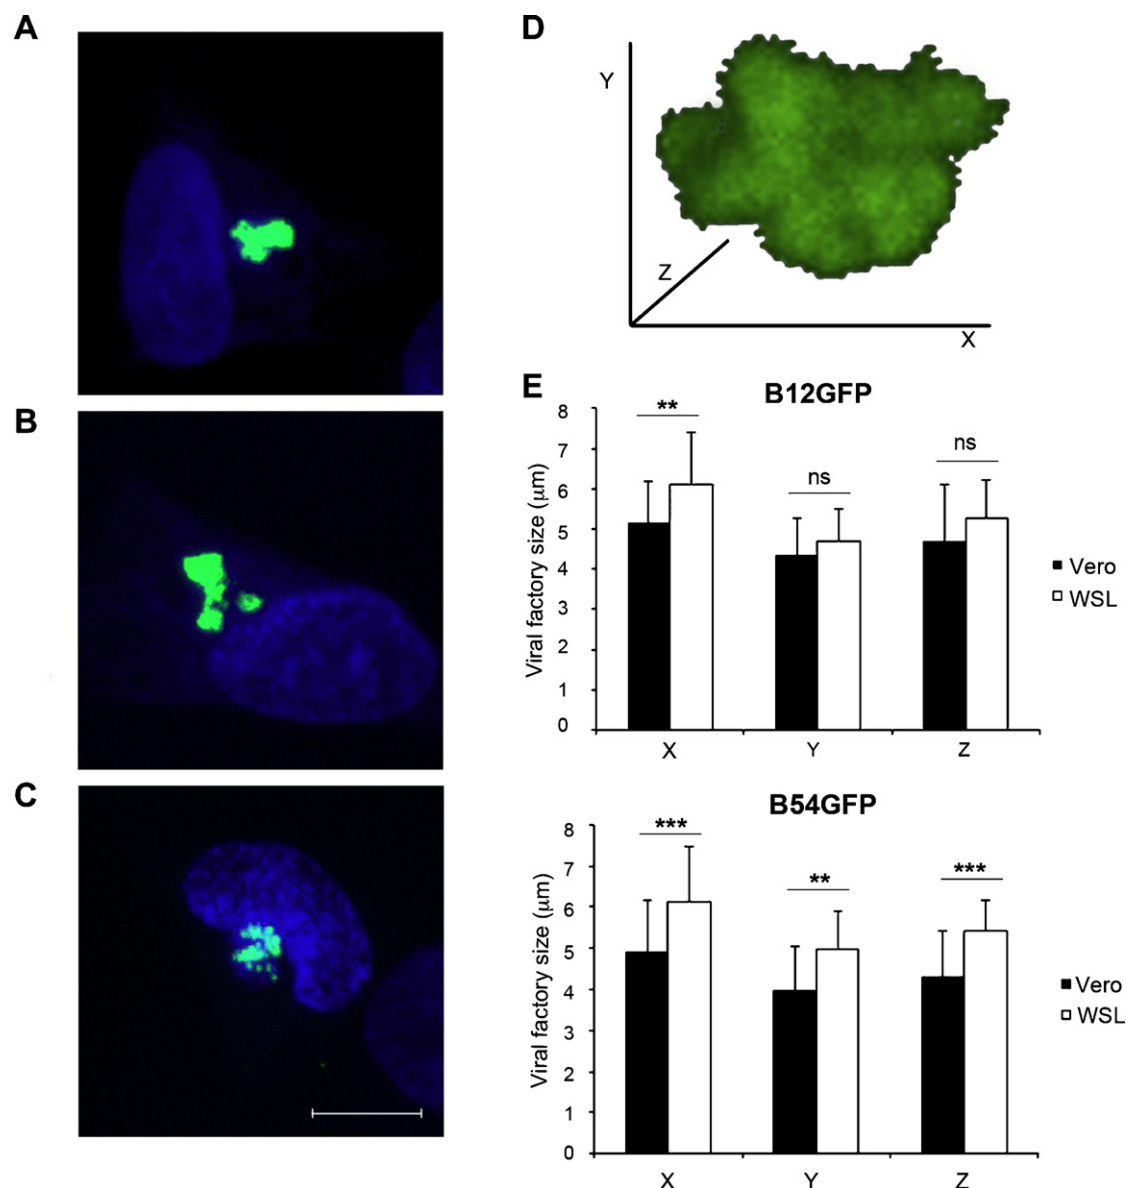 A
B
C
D
Y
Z
X
E
B12GFP
Viral factory size (μm)
8
7
6
5
4
3
2
1
0
**
ns
ns
X
Y
Z
Vero
WSL
B54GFP
Viral factory size (μm)
8
7
6
5
4
3
2
1
0
***
**
***
X
Y
Z
Vero
WSL